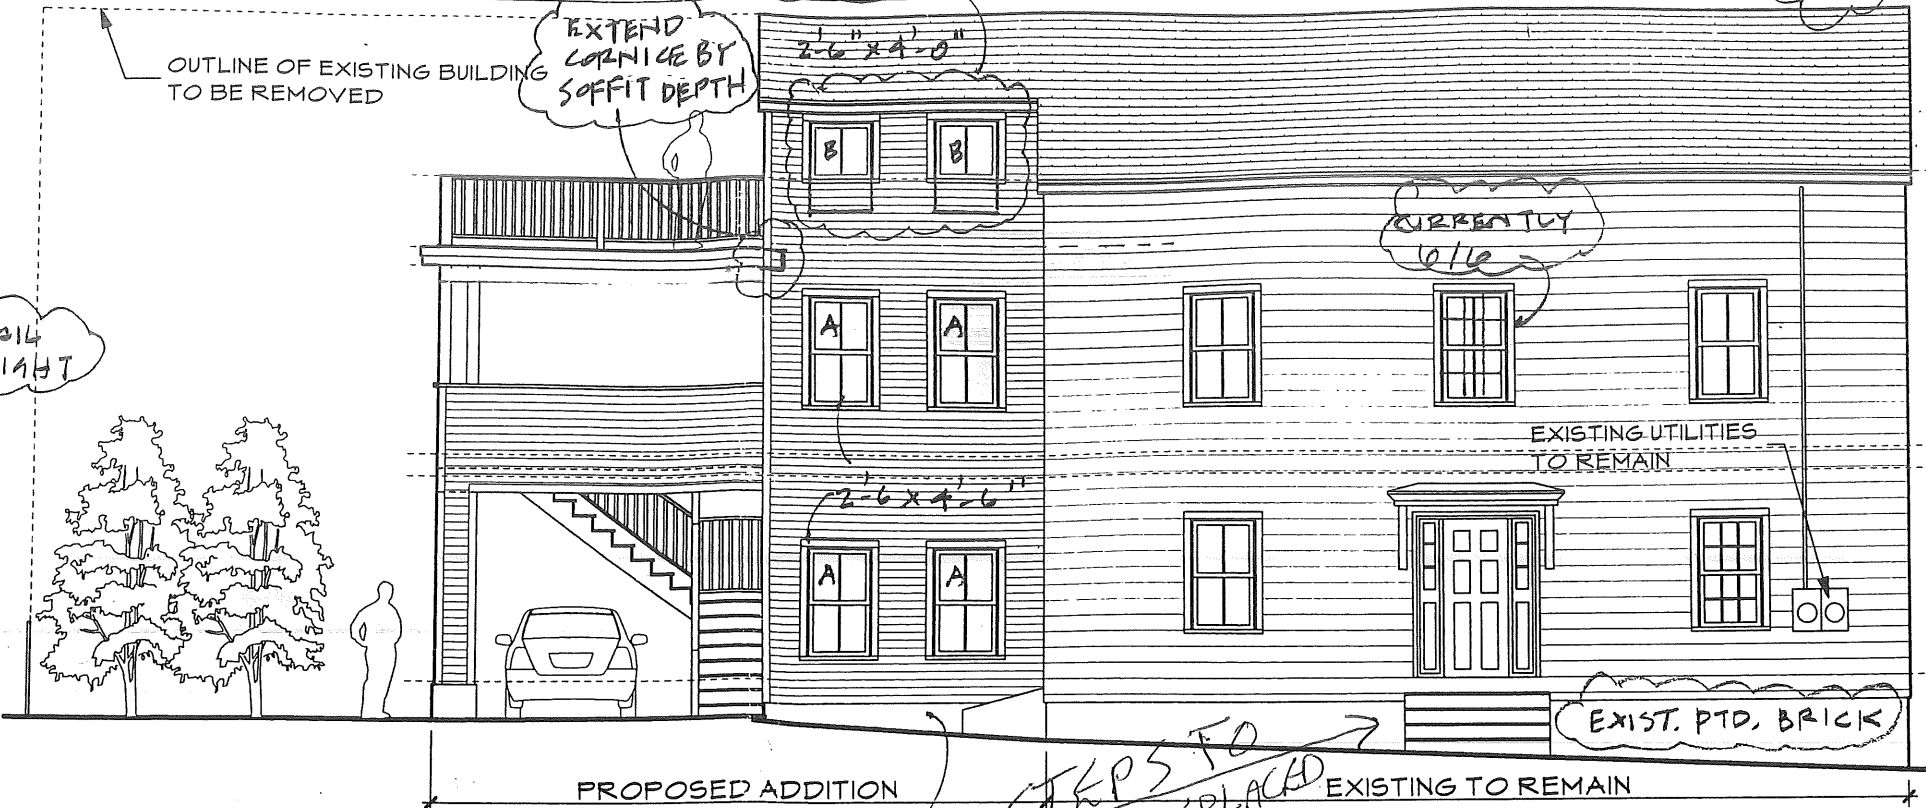 EXTEND
CORNICE BY
SOFFIT DEPTH
2'-6" x 4'-0"
OUTLINE OF EXISTING BUILDING
TO BE REMOVED
B
B
CURRENTLY
6/6
A
A
EXISTING UTILITIES
TO REMAIN
2'-6 x 4'-6"
A
A
EXIST. PTD. BRICK
TO
PROPOSED ADDITION
EXISTING TO REMAIN